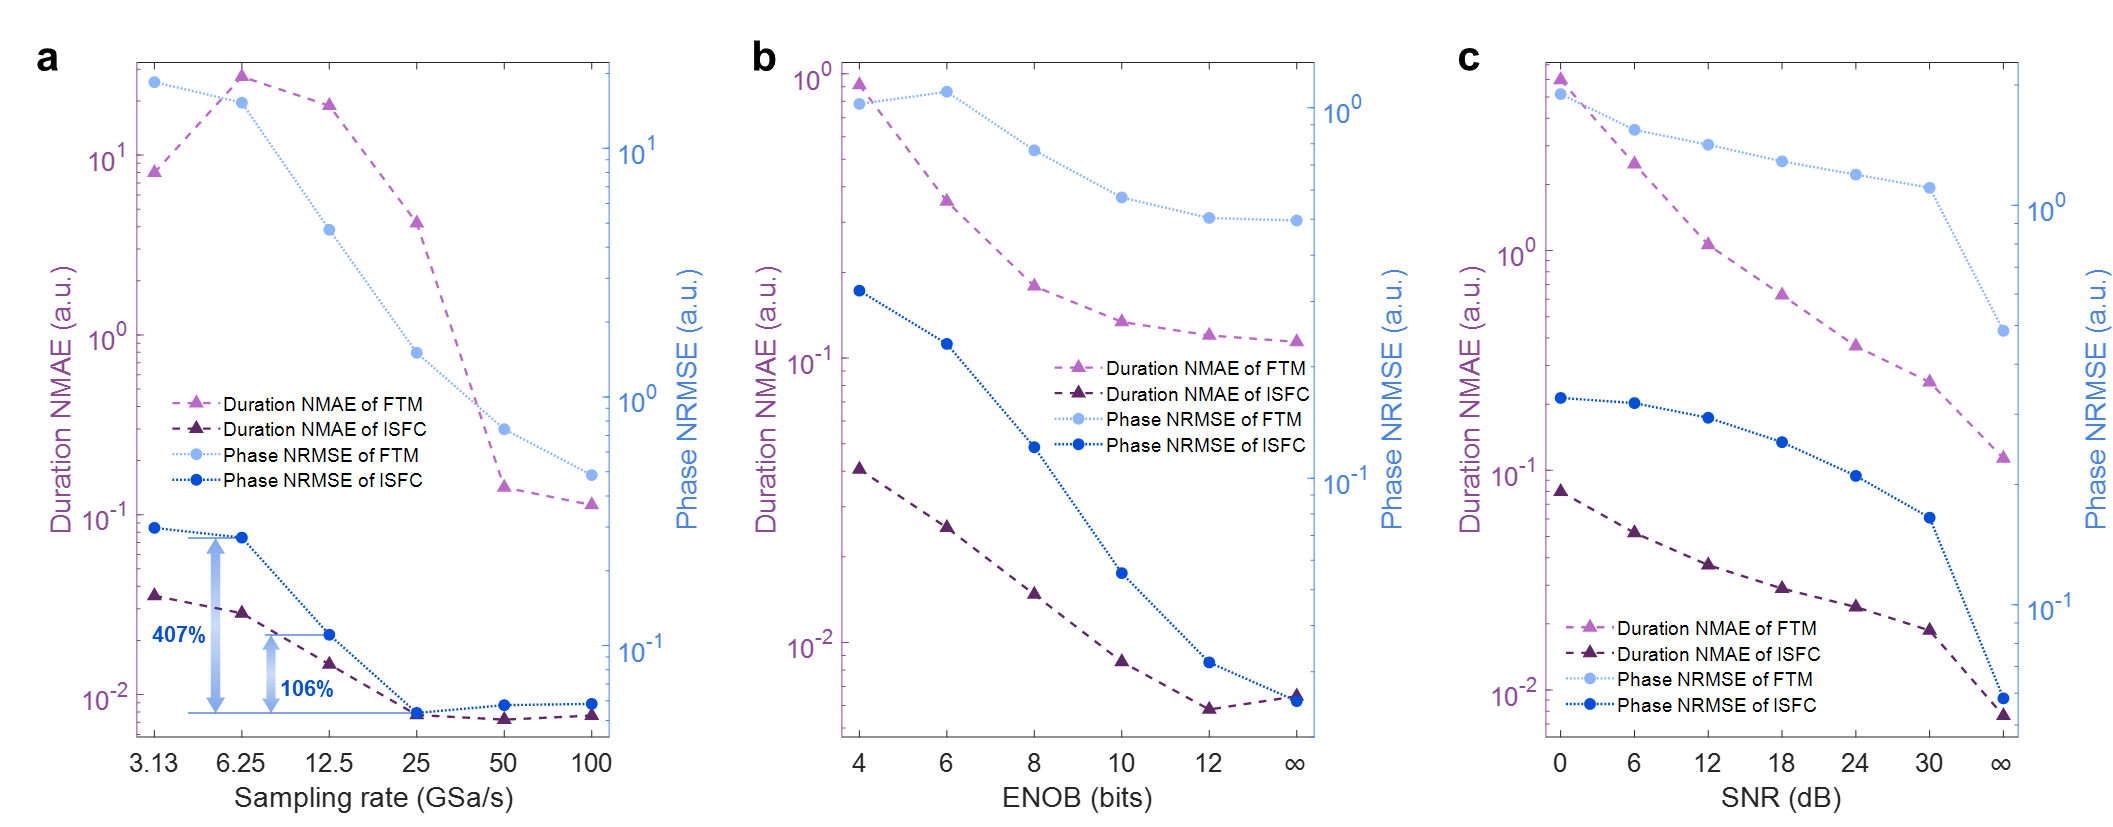 a
10^1
10^0
10^-1
10^-2
Duration NMAE (a.u.)
Duration NMAE of FTM
Duration NMAE of ISFC
Phase NRMSE of FTM
Phase NRMSE of ISFC
407%
106%
10^1
10^0
10^-1
Phase NRMSE (a.u.)
3.13 6.25 12.5 25 50 100
Sampling rate (GSa/s)
b
10^0
10^-1
10^-2
Duration NMAE (a.u.)
Duration NMAE of FTM
Duration NMAE of ISFC
Phase NRMSE of FTM
Phase NRMSE of ISFC
10^0
10^-1
Phase NRMSE (a.u.)
4 6 8 10 12 ∞
ENOB (bits)
c
10^0
10^-1
10^-2
Duration NMAE (a.u.)
Duration NMAE of FTM
Duration NMAE of ISFC
Phase NRMSE of FTM
Phase NRMSE of ISFC
10^0
10^-1
Phase NRMSE (a.u.)
0 6 12 18 24 30 ∞
SNR (dB)